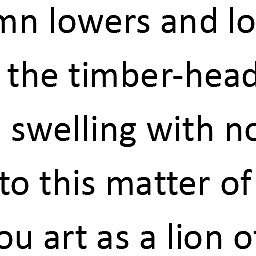 mn lowers and lo
the timber-head
swelling with no
to this matter of
ou art as a lion of